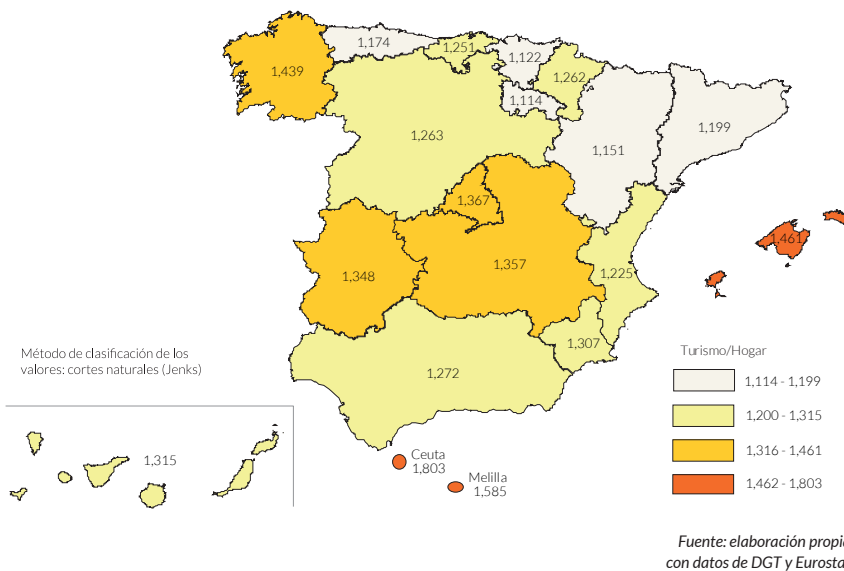 1,174
1,251
1,122
1,262
1,439
1,114
1,199
1,263
1,151
1,367
1,461
1,357
1,348
1,225
1,307
1,272
Método de clasificación de los
valores: cortes naturales (Jenks)
1,315
Ceuta
1,803
Melilla
1,585
Turismo/Hogar
1,114 - 1,199
1,200 - 1,315
1,316 - 1,461
1,462 - 1,803
Fuente: elaboración propia
con datos de DGT y Eurosta